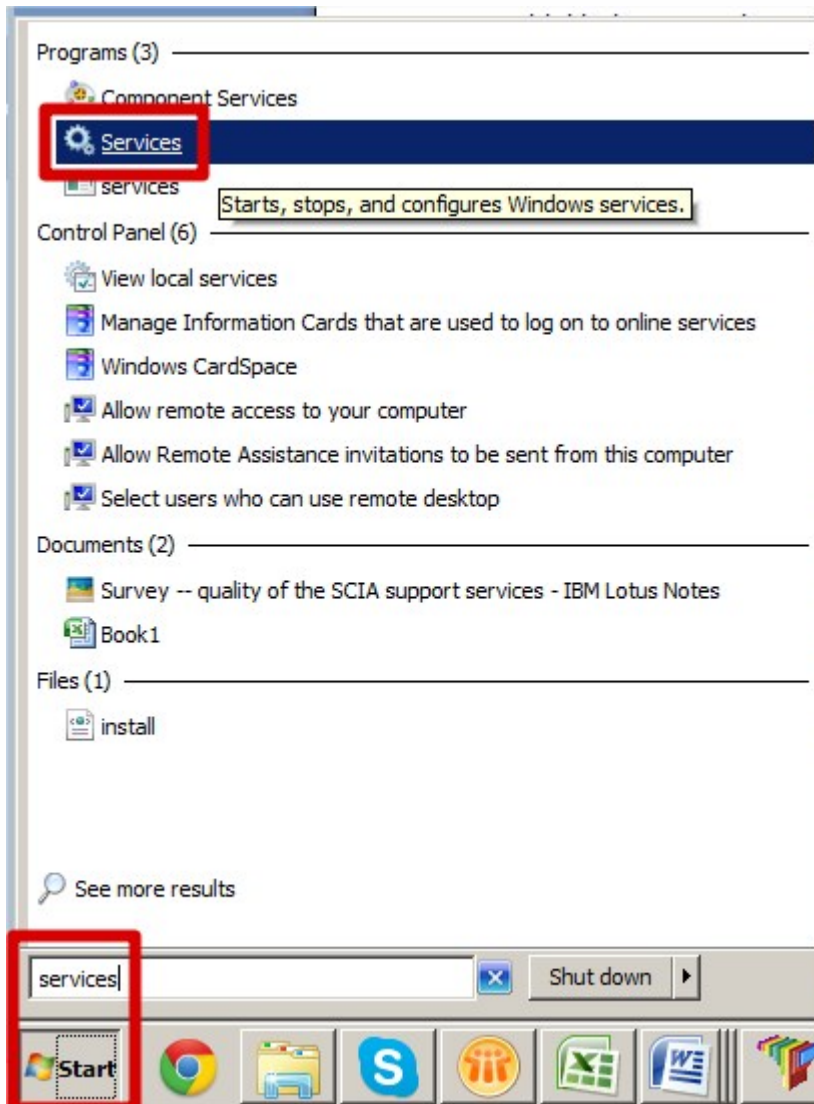 Programs (3)
Component Services
Services
services
Starts, stops, and configures Windows services.
Control Panel (6)
View local services
Manage Information Cards that are used to log on to online services
Windows CardSpace
Allow remote access to your computer
Allow Remote Assistance invitations to be sent from this computer
Select users who can use remote desktop
Documents (2)
Survey -- quality of the SCIA support services - IBM Lotus Notes
Book1
Files (1)
install
See more results
services
Shut down
Start